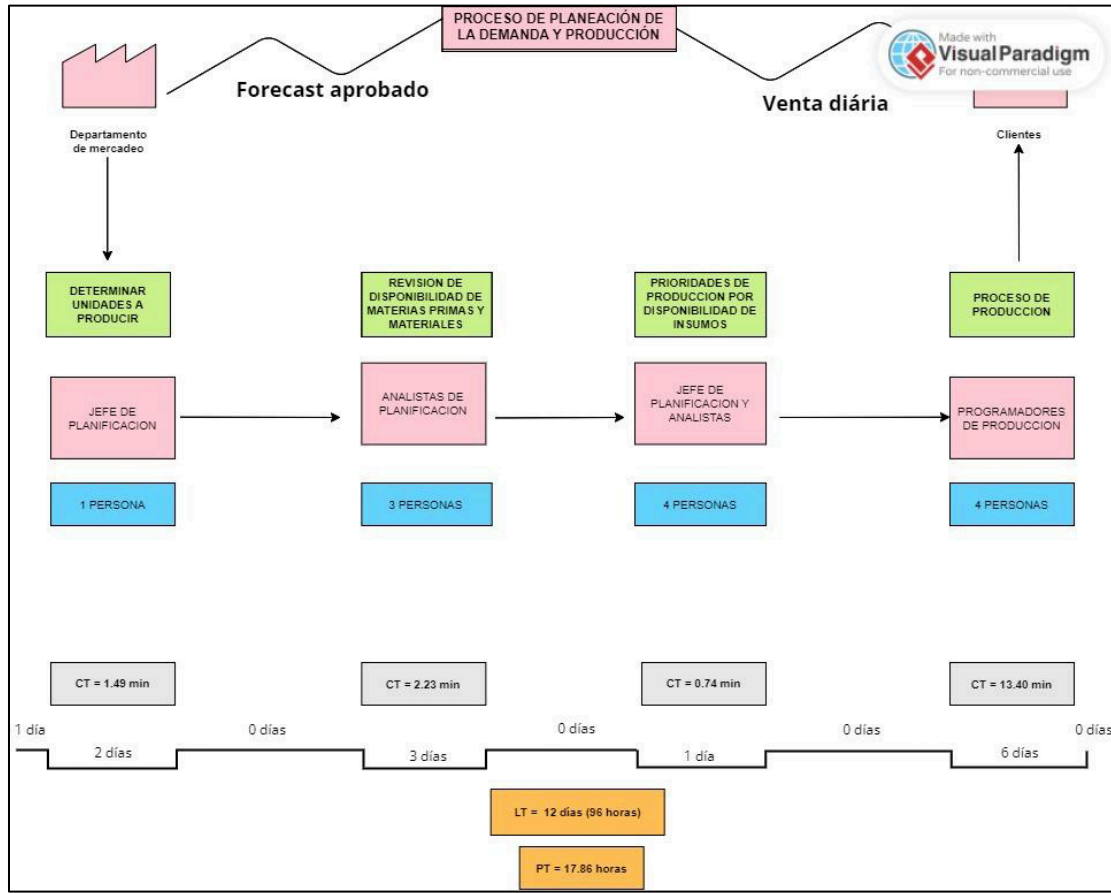 PROCESO DE PLANEACIÓN DE
LA DEMANDA Y PRODUCCIÓN
Made with
Visual Paradigm
For non-commercial use
Forecast aprobado
Venta diária
Departamento
de mercadeo
Clientes
DETERMINAR
UNIDADES A
PRODUCIR
REVISION DE
DISPONIBILIDAD DE
MATERIAS PRIMAS Y
MATERIALES
PRIORIDADES DE
PRODUCCION POR
DISPONIBILIDAD DE
INSUMOS
PROCESO DE
PRODUCCION
JEFE DE
PLANIFICACION
ANALISTAS DE
PLANIFICACION
JEFE DE
PLANIFICACION Y
ANALISTAS
PROGRAMADORES
DE PRODUCCION
1 PERSONA
3 PERSONAS
4 PERSONAS
4 PERSONAS
CT = 1.49 min
CT = 2.23 min
CT = 0.74 min
CT = 13.40 min
1 día
0 días
0 días
0 días
0 días
2 días
3 días
1 día
6 días
LT = 12 días (96 horas)
PT = 17.86 horas